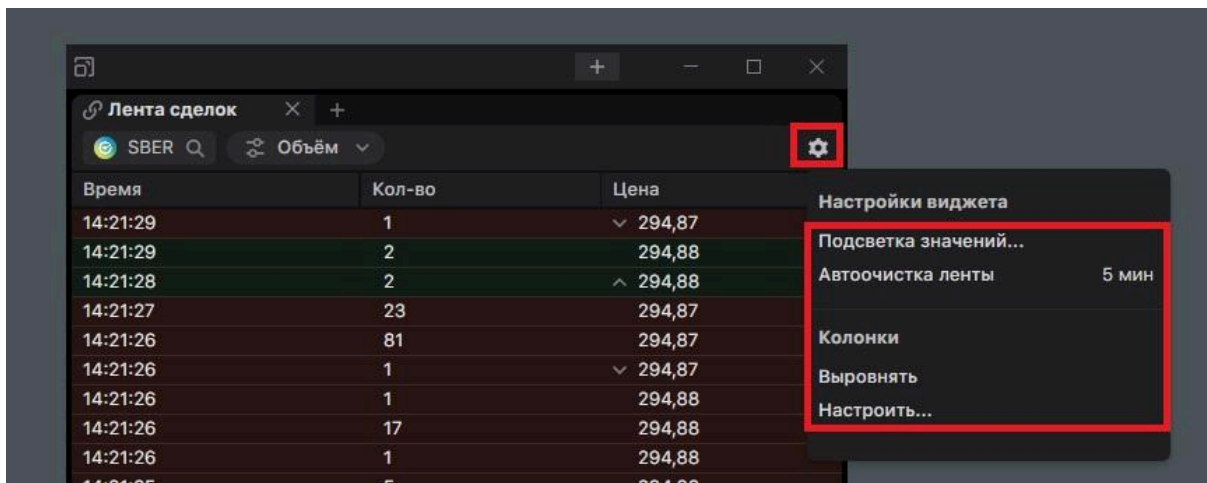 Лента сделок
SBER Объём
Время Кол-во Цена
14:21:29 1 294,87
14:21:29 2 294,88
14:21:28 2 294,88
14:21:27 23 294,87
14:21:26 81 294,87
14:21:26 1 294,87
14:21:26 1 294,88
14:21:26 17 294,88
14:21:26 1 294,88
Настройки виджета
Подсветка значений...
Автоочистка ленты 5 мин
Колонки
Выровнять
Настроить...